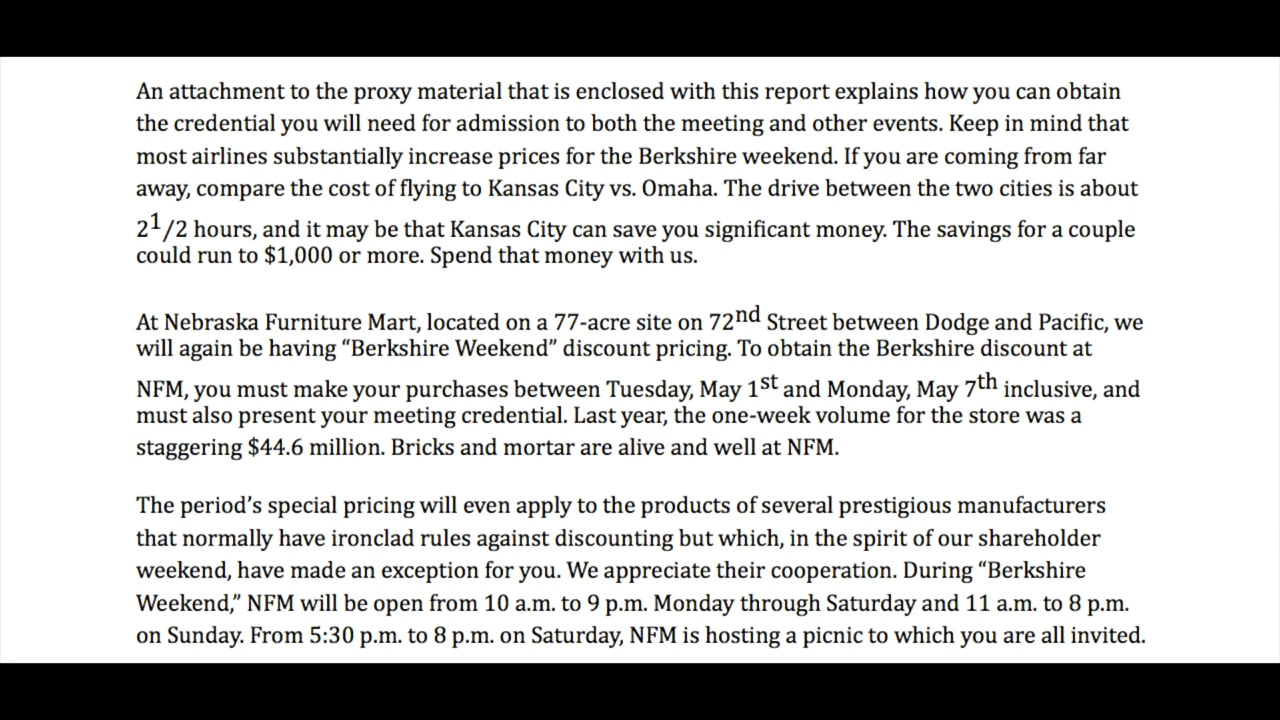 An attachment to the proxy material that is enclosed with this report explains how you can obtain
the credential you will need for admission to both the meeting and other events. Keep in mind that
most airlines substantially increase prices for the Berkshire weekend. If you are coming from far
away, compare the cost of flying to Kansas City vs. Omaha. The drive between the two cities is about
2¹/2 hours, and it may be that Kansas City can save you significant money. The savings for a couple
could run to $1,000 or more. Spend that money with us.
At Nebraska Furniture Mart, located on a 77-acre site on 72nd Street between Dodge and Pacific, we
will again be having “Berkshire Weekend” discount pricing. To obtain the Berkshire discount at
NFM, you must make your purchases between Tuesday, May 1st and Monday, May 7th inclusive, and
must also present your meeting credential. Last year, the one-week volume for the store was a
staggering $44.6 million. Bricks and mortar are alive and well at NFM.
The period’s special pricing will even apply to the products of several prestigious manufacturers
that normally have ironclad rules against discounting but which, in the spirit of our shareholder
weekend, have made an exception for you. We appreciate their cooperation. During “Berkshire
Weekend,” NFM will be open from 10 a.m. to 9 p.m. Monday through Saturday and 11 a.m. to 8 p.m.
on Sunday. From 5:30 p.m. to 8 p.m. on Saturday, NFM is hosting a picnic to which you are all invited.